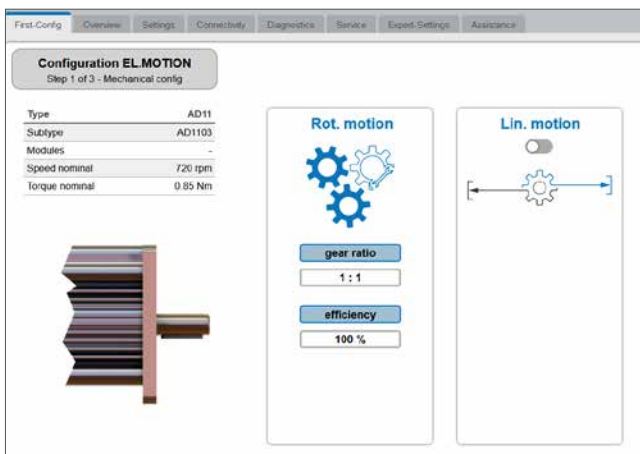 First-Config Overview Settings Connectivity Diagnostics Service Expert-Settings Assistance
Configuration EL.MOTION
Step 1 of 3 - Mechanical config
Type AD11
Subtype AD1103
Modules -
Speed nominal 720 rpm
Torque nominal 0.85 Nm
Rot. motion
gear ratio
1 : 1
efficiency
100 %
Lin. motion